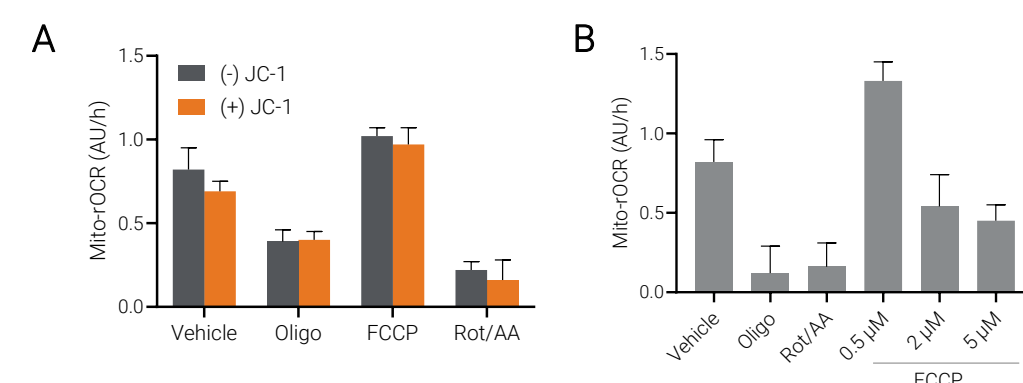 A
B
Mito-rOCR (AU/h)
1.5
1.0
0.5
0.0
(-) JC-1
(+) JC-1
Vehicle
Oligo
FCCP
Rot/AA
Mito-rOCR (AU/h)
1.5
1.0
0.5
0.0
Vehicle
Oligo
Rot/AA
0.5 µM
2 µM
5 µM
FCCP